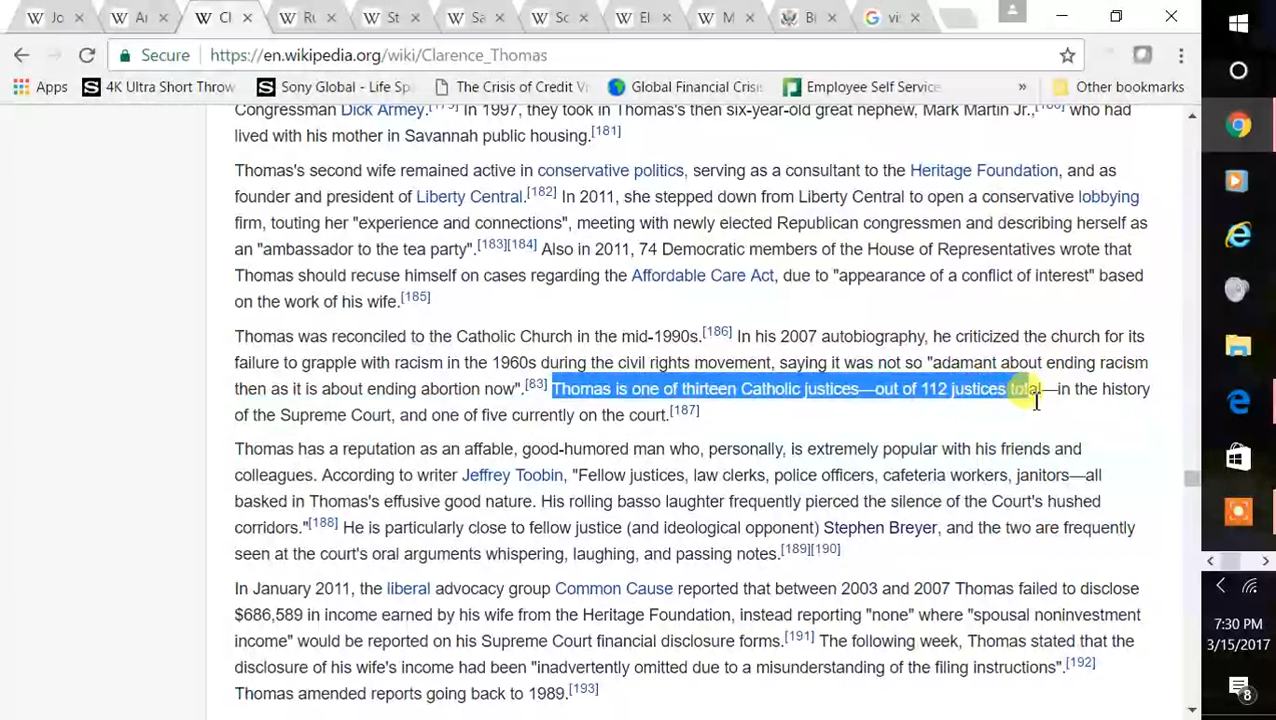 Jo
Ar
Cl
Ru
St
Sa
Sc
El
M
Bi
vi
Secure
https://en.wikipedia.org/wiki/Clarence_Thomas
Apps
4K Ultra Short Throw
Sony Global - Life Sp
The Crisis of Credit V
Global Financial Crisi
Employee Self Service
»
Other bookmarks
Congressman Dick Armey. In 1997, they took in Thomas's then six-year-old great nephew, Mark Martin Jr., who had
lived with his mother in Savannah public housing.[181]
Thomas's second wife remained active in conservative politics, serving as a consultant to the Heritage Foundation, and as
founder and president of Liberty Central.[182] In 2011, she stepped down from Liberty Central to open a conservative lobbying
firm, touting her "experience and connections", meeting with newly elected Republican congressmen and describing herself as
an "ambassador to the tea party".[183][184] Also in 2011, 74 Democratic members of the House of Representatives wrote that
Thomas should recuse himself on cases regarding the Affordable Care Act, due to "appearance of a conflict of interest" based
on the work of his wife.[185]
Thomas was reconciled to the Catholic Church in the mid-1990s.[186] In his 2007 autobiography, he criticized the church for its
failure to grapple with racism in the 1960s during the civil rights movement, saying it was not so "adamant about ending racism
then as it is about ending abortion now".[83] Thomas is one of thirteen Catholic justices—out of 112 justices total—in the history
of the Supreme Court, and one of five currently on the court.[187]
Thomas has a reputation as an affable, good-humored man who, personally, is extremely popular with his friends and
colleagues. According to writer Jeffrey Toobin, "Fellow justices, law clerks, police officers, cafeteria workers, janitors—all
basked in Thomas's effusive good nature. His rolling basso laughter frequently pierced the silence of the Court's hushed
corridors."[188] He is particularly close to fellow justice (and ideological opponent) Stephen Breyer, and the two are frequently
seen at the court's oral arguments whispering, laughing, and passing notes.[189][190]
In January 2011, the liberal advocacy group Common Cause reported that between 2003 and 2007 Thomas failed to disclose
$686,589 in income earned by his wife from the Heritage Foundation, instead reporting "none" where "spousal noninvestment
income" would be reported on his Supreme Court financial disclosure forms.[191] The following week, Thomas stated that the
disclosure of his wife's income had been "inadvertently omitted due to a misunderstanding of the filing instructions".[192]
Thomas amended reports going back to 1989.[193]
7:30 PM
3/15/2017
8